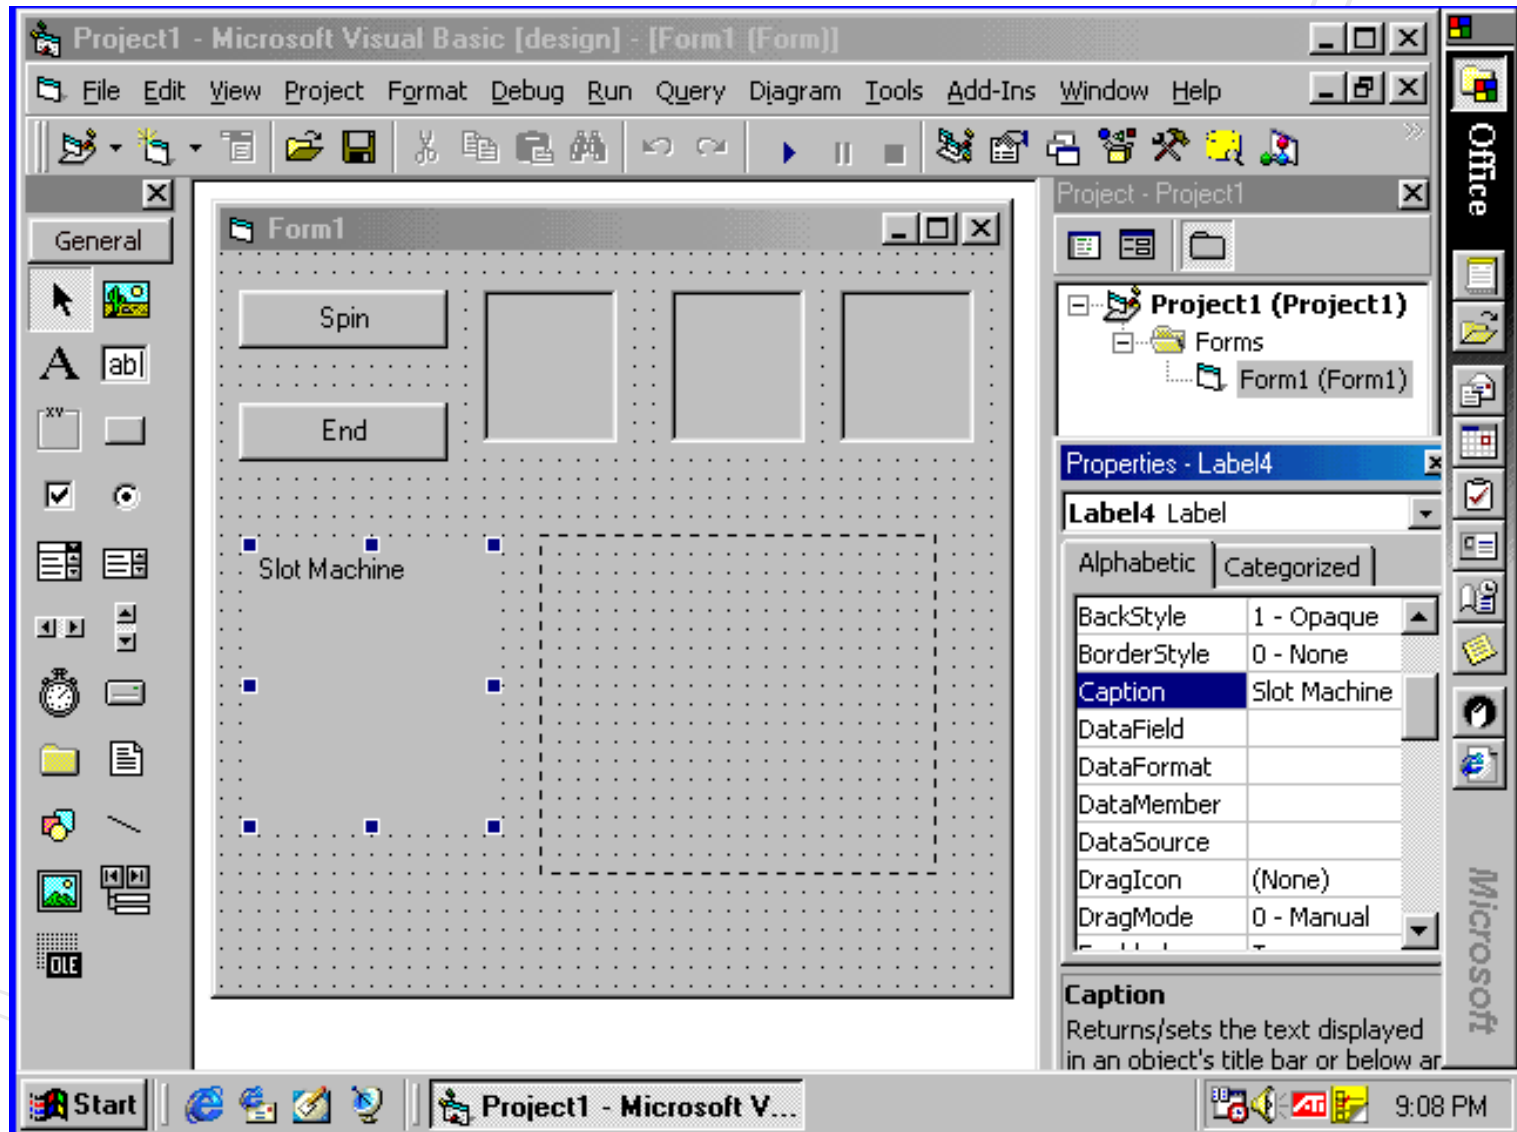 Project1 - Microsoft Visual Basic [design] - [Form1 (Form)]
File Edit View Project Format Debug Run Query Diagram Tools Add-Ins Window Help
General
A
ab|
xv
OLE
Form1
Spin
End
Slot Machine
Project - Project1
Project1 (Project1)
Forms
Form1 (Form1)
Properties - Label4
Label4 Label
Alphabetic Categorized
BackStyle 1 - Opaque
BorderStyle 0 - None
Caption Slot Machine
DataField
DataFormat
DataMember
DataSource
DragIcon (None)
DragMode 0 - Manual
Caption
Returns/sets the text displayed
in an object's title bar or below
Office
Microsoft
Start
Project1 - Microsoft V...
ATI
9:08 PM